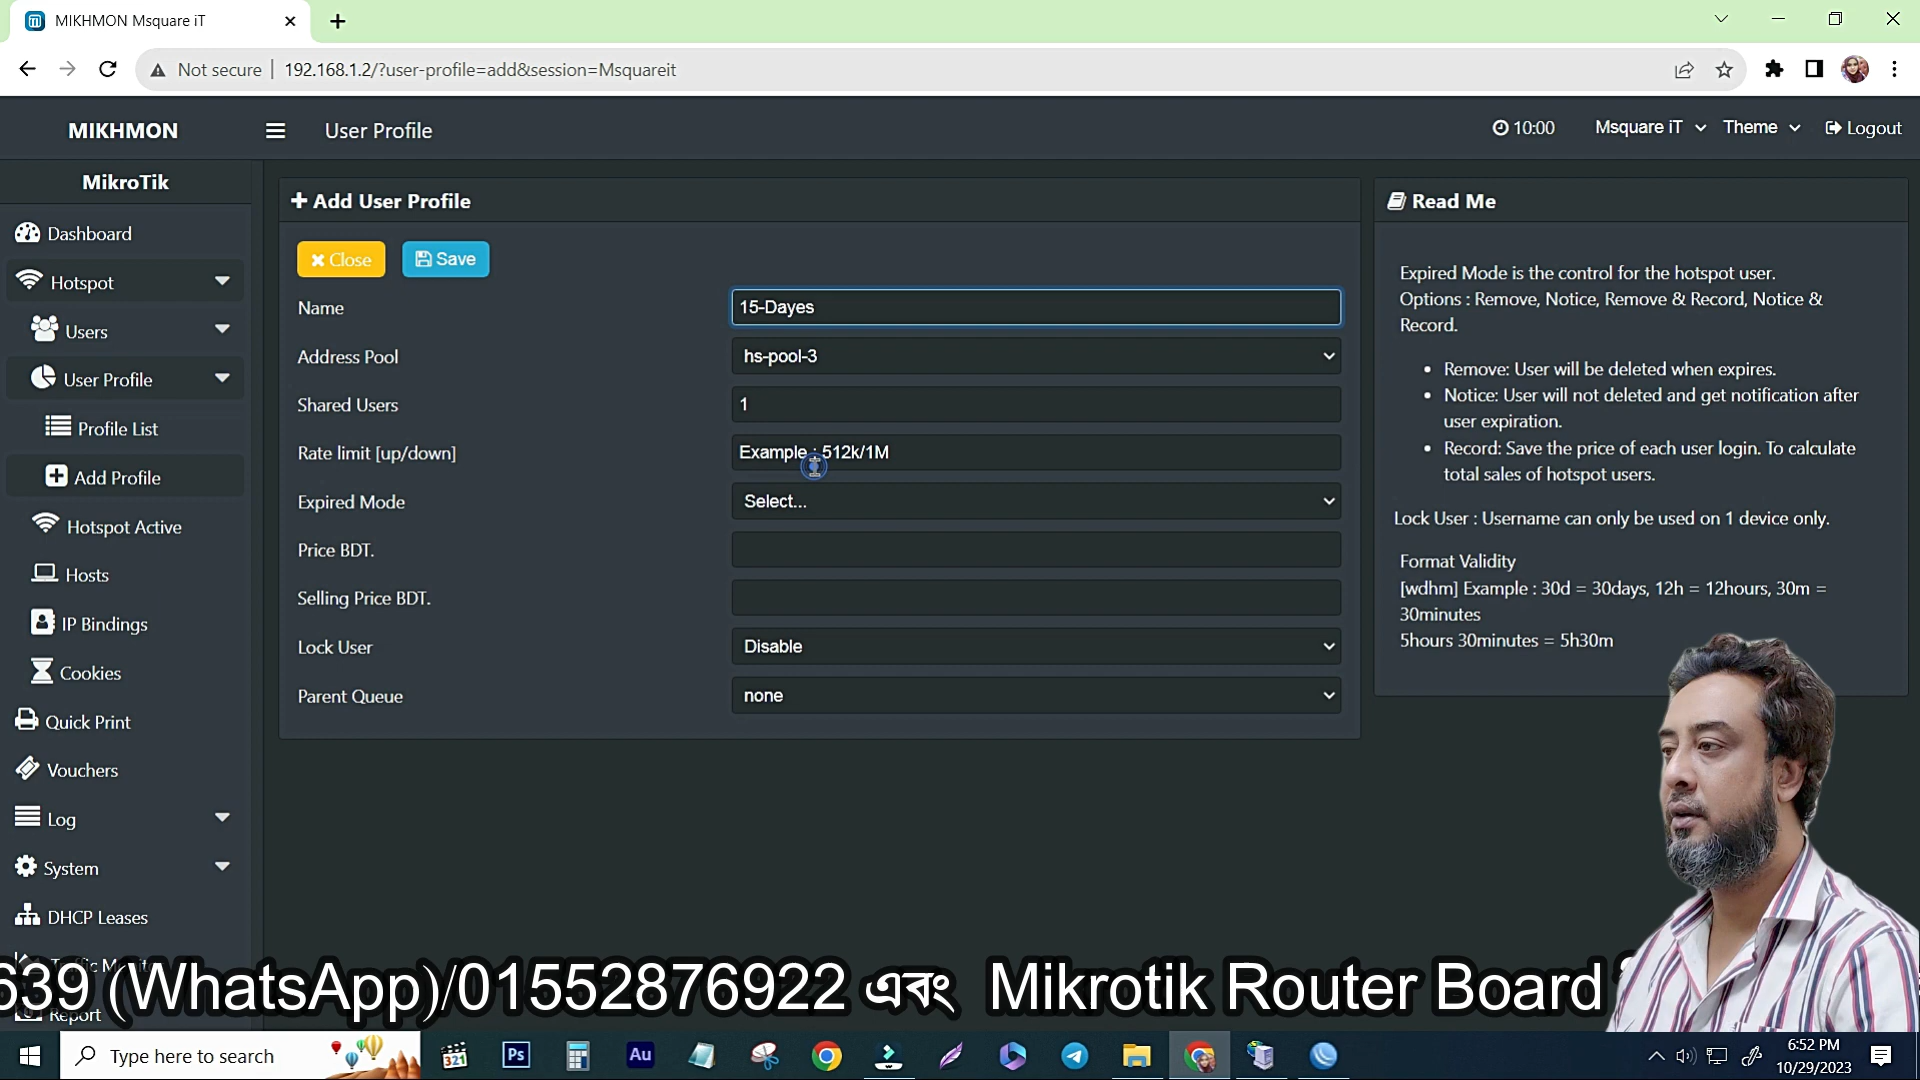 MIKHMON Msquare iT
Not secure
192.168.1.2/?user-profile=add&session=Msquareit
MIKHMON
User Profile
10:00
Msquare iT
Theme
Logout
MikroTik
Dashboard
Hotspot
Users
User Profile
Profile List
Add Profile
Hotspot Active
Hosts
IP Bindings
Cookies
Quick Print
Vouchers
Log
System
DHCP Leases
Report
Add User Profile
Close
Save
Name
15-Dayes
Address Pool
hs-pool-3
Shared Users
1
Rate limit [up/down]
Example : 512k/1M
Expired Mode
Select...
Price BDT.
Selling Price BDT.
Lock User
Disable
Parent Queue
none
Read Me
Expired Mode is the control for the hotspot user.
Options : Remove, Notice, Remove & Record, Notice &
Record.
Remove: User will be deleted when expires.
Notice: User will not deleted and get notification after
user expiration.
Record: Save the price of each user login. To calculate
total sales of hotspot users.
Lock User : Username can only be used on 1 device only.
Format Validity
[wdhm] Example : 30d = 30days, 12h = 12hours, 30m =
30minutes
5hours 30minutes = 5h30m
639 (WhatsApp)/01552876922 এবং Mikrotik Router Board
Type here to search
321
Ps
Au
6:52 PM
10/29/2023